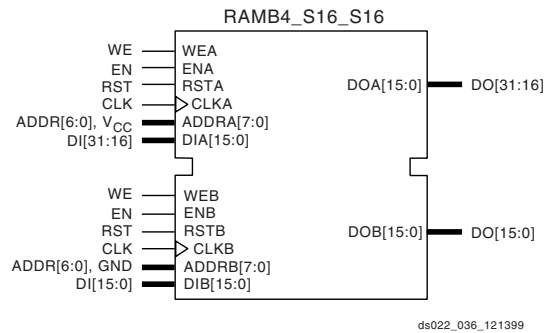 RAMB4_S16_S16
WE WEA
EN ENA
RST RSTA DOA[15:0] DO[31:16]
CLK CLKA
ADDR[6:0], VCC ADDRA[7:0]
DI[31:16] DIA[15:0]
WE WEB
EN ENB
RST RSTB DOB[15:0] DO[15:0]
CLK CLKB
ADDR[6:0], GND ADDRB[7:0]
DI[15:0] DIB[15:0]
ds022_036_121399